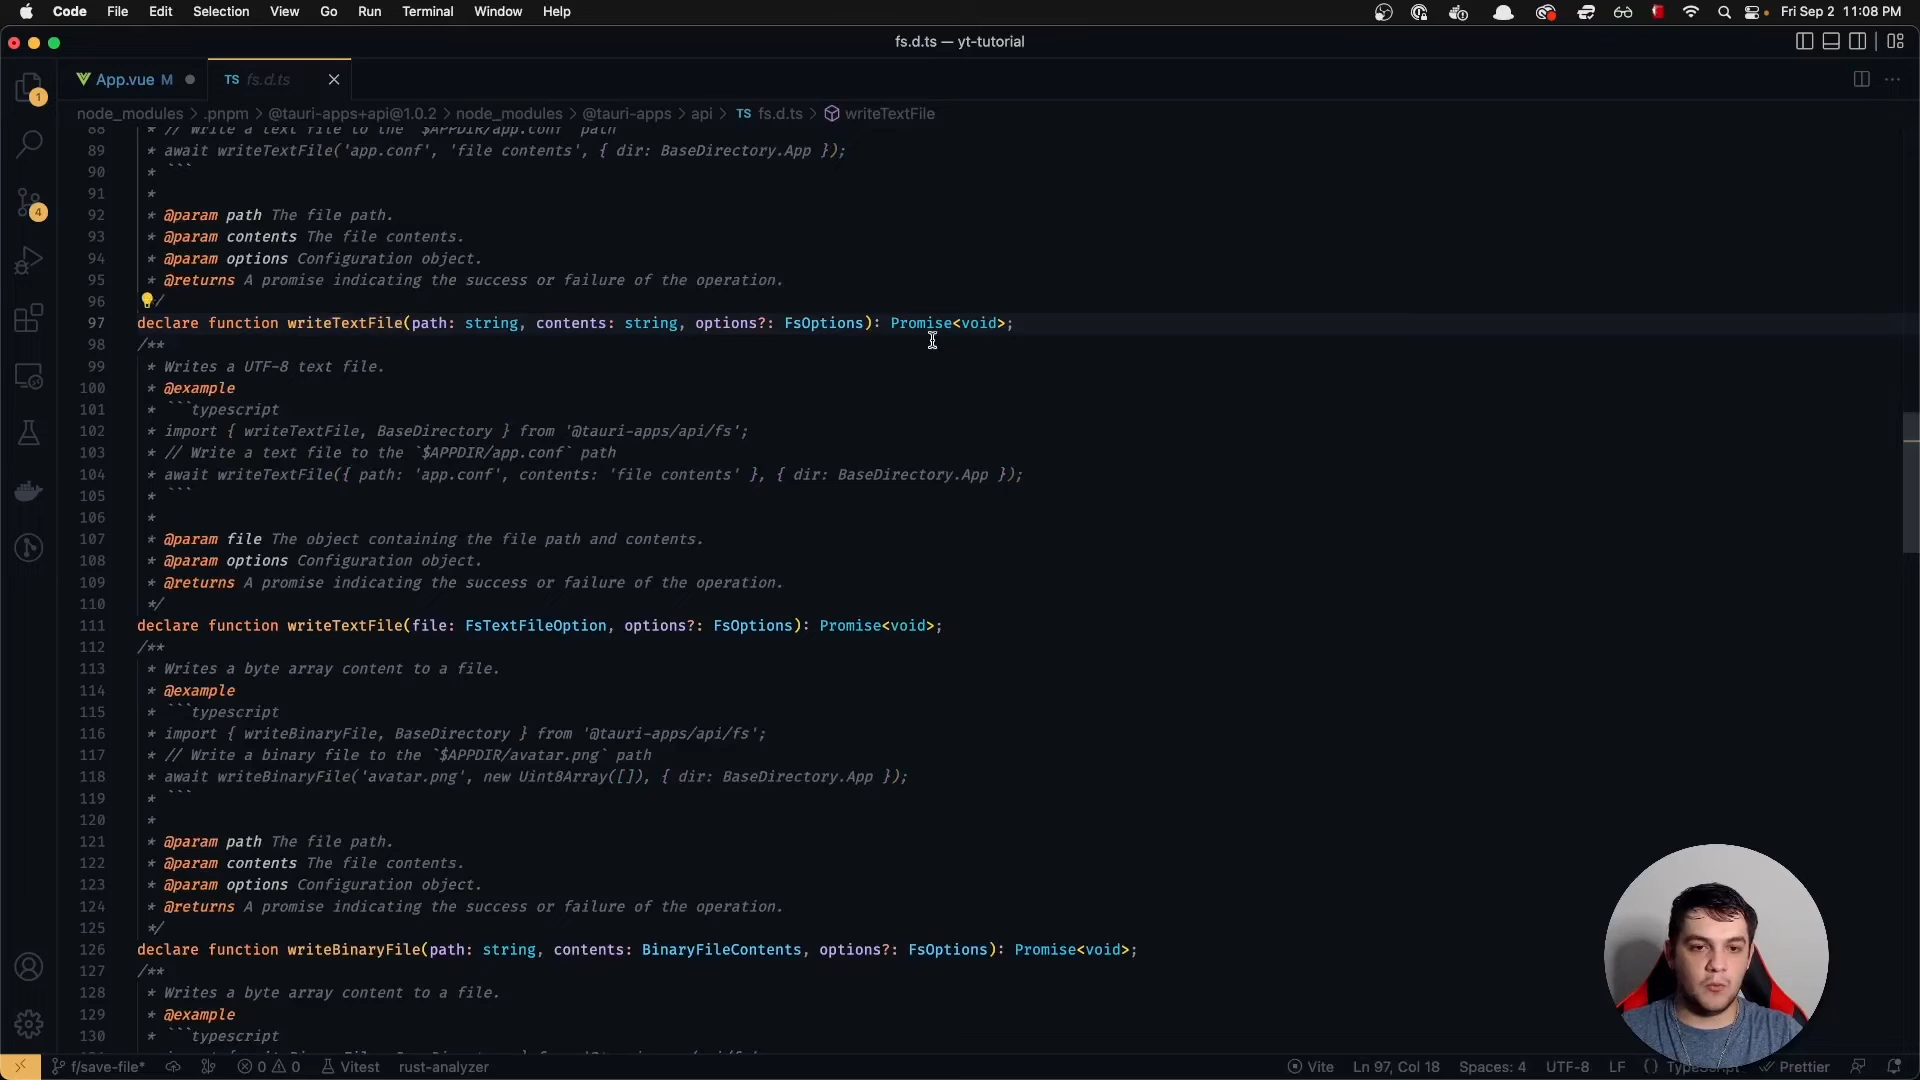 Code File Edit Selection View Go Run Terminal Window Help Fri Sep 2 11:08 PM
fs.d.ts — yt-tutorial
App.vue M TS fs.d.ts
node_modules > .pnpm > @tauri-apps+api@1.0.2 > node_modules > @tauri-apps > api > TS fs.d.ts > writeTextFile
88 * // Write a text file to the `$APPDIR/app.conf` path
89 * await writeTextFile('app.conf', 'file contents', { dir: BaseDirectory.App });
90 * ```
91 *
92 * @param path The file path.
93 * @param contents The file contents.
94 * @param options Configuration object.
95 * @returns A promise indicating the success or failure of the operation.
96 /
97 declare function writeTextFile(path: string, contents: string, options?: FsOptions): Promise<void>;
98 /**
99 * Writes a UTF-8 text file.
100 * @example
101 * ```typescript
102 * import { writeTextFile, BaseDirectory } from '@tauri-apps/api/fs';
103 * // Write a text file to the `$APPDIR/app.conf` path
104 * await writeTextFile({ path: 'app.conf', contents: 'file contents' }, { dir: BaseDirectory.App });
105 * ```
106 *
107 * @param file The object containing the file path and contents.
108 * @param options Configuration object.
109 * @returns A promise indicating the success or failure of the operation.
110 */
111 declare function writeTextFile(file: FsTextFileOption, options?: FsOptions): Promise<void>;
112 /**
113 * Writes a byte array content to a file.
114 * @example
115 * ```typescript
116 * import { writeBinaryFile, BaseDirectory } from '@tauri-apps/api/fs';
117 * // Write a binary file to the `$APPDIR/avatar.png` path
118 * await writeBinaryFile('avatar.png', new Uint8Array([]), { dir: BaseDirectory.App });
119 * ```
120 *
121 * @param path The file path.
122 * @param contents The file contents.
123 * @param options Configuration object.
124 * @returns A promise indicating the success or failure of the operation.
125 */
126 declare function writeBinaryFile(path: string, contents: BinaryFileContents, options?: FsOptions): Promise<void>;
127 /**
128 * Writes a byte array content to a file.
129 * @example
130 * ```typescript
f/save-file* 0 0 Vitest rust-analyzer Vite Ln 97, Col 18 Spaces: 4 UTF-8 LF {} TypeScript Prettier
1
4